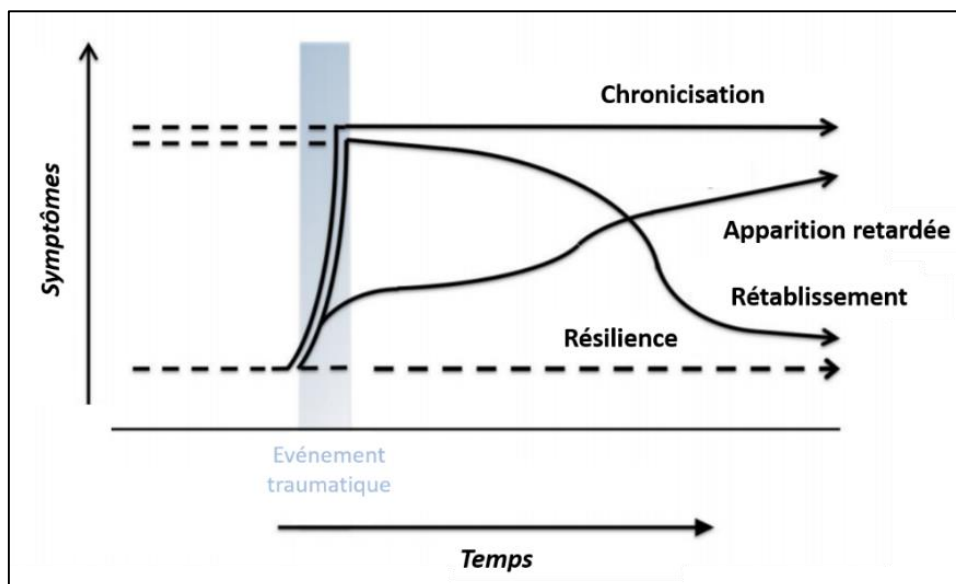 Chronicisation
Symptômes
Apparition retardée
Rétablissement
Résilience
Evénement
traumatique
Temps